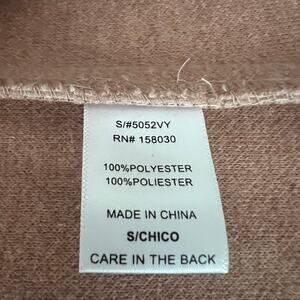 S/#5052VY
RN# 158030
100%POLYESTER
100%POLIESTER
MADE IN CHINA
S/CHICO
CARE IN THE BACK